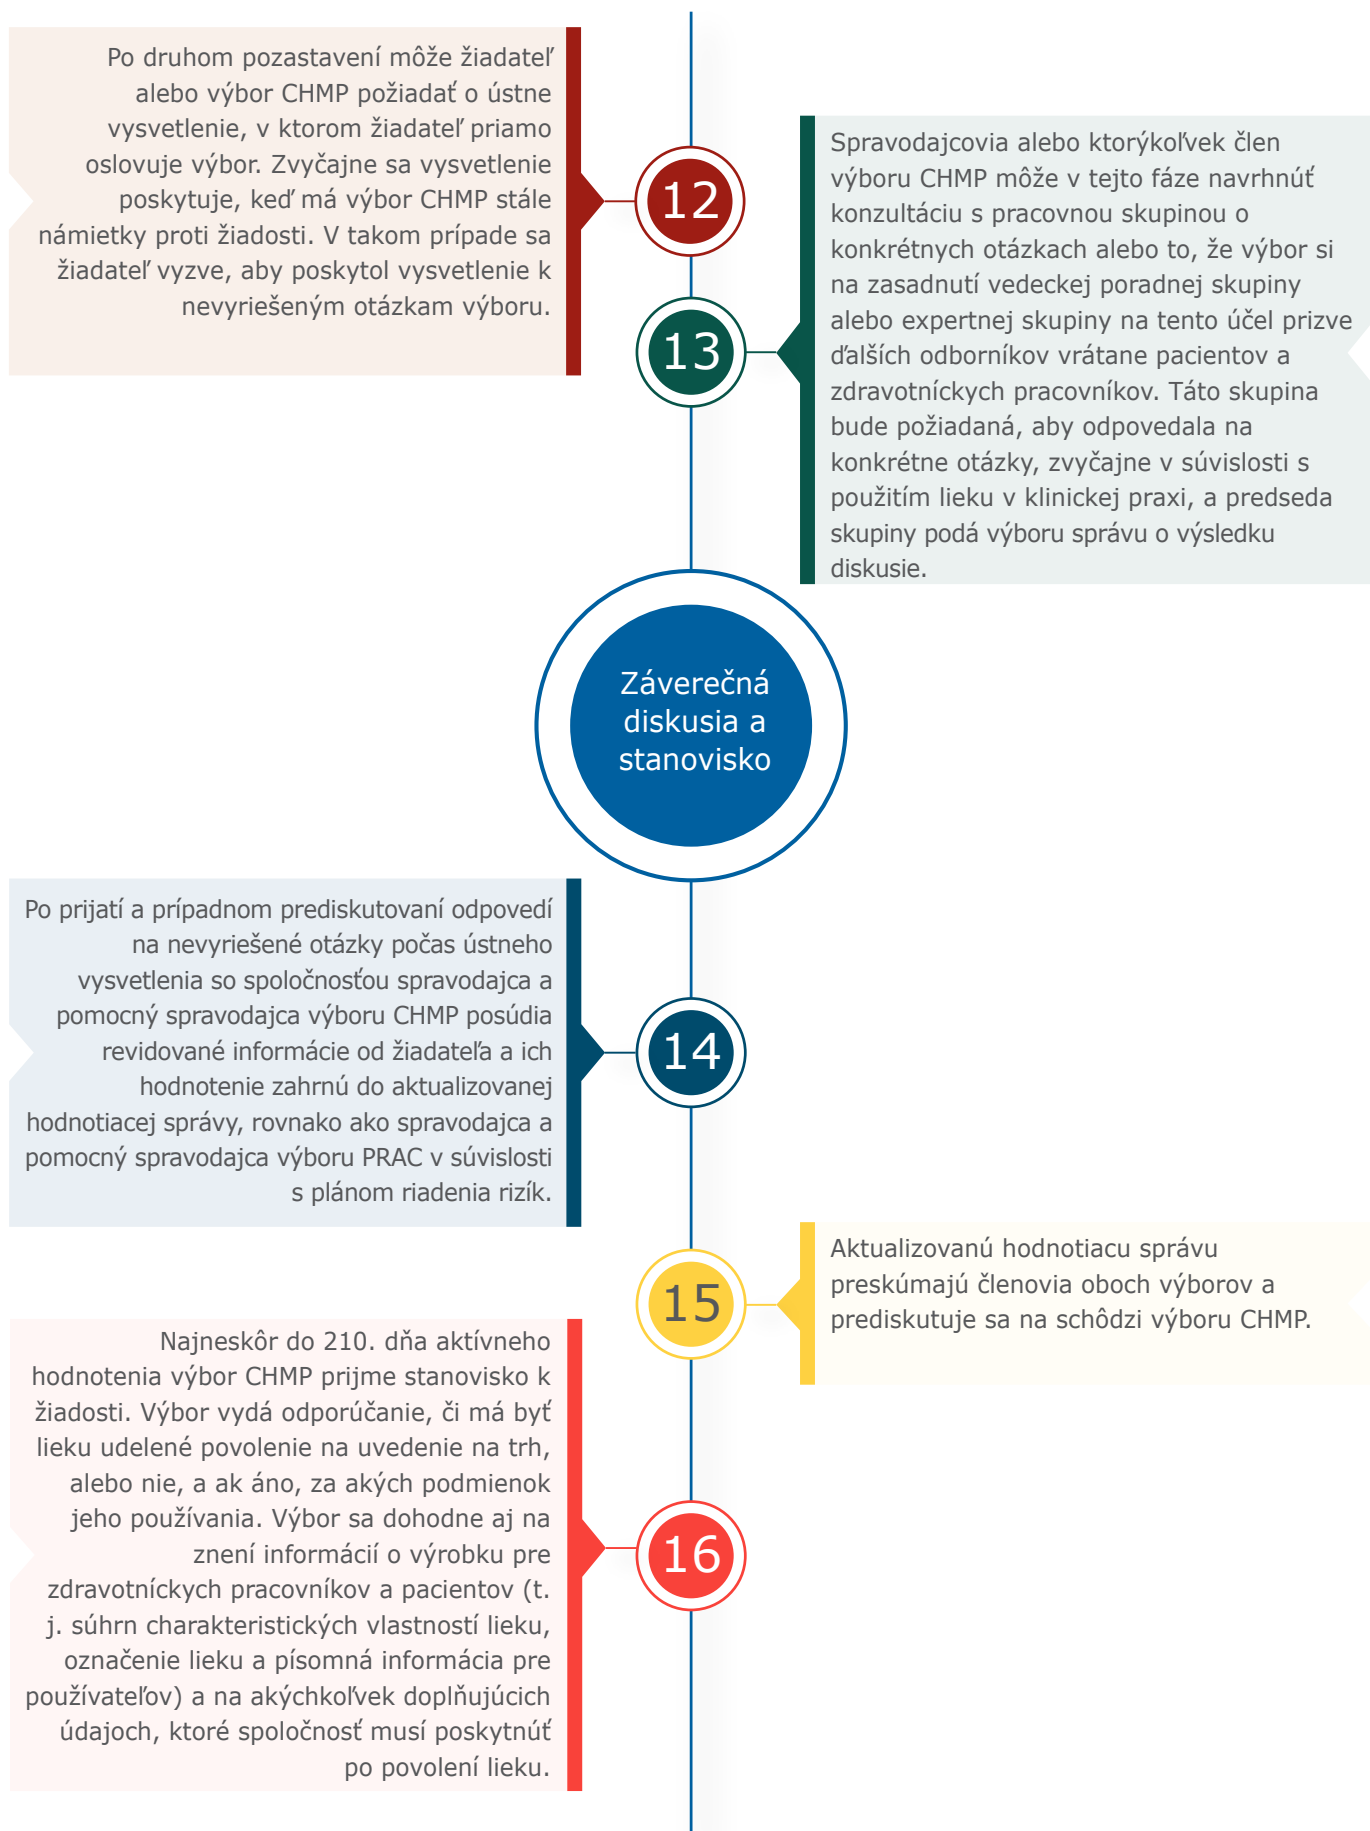 Po druhom pozastavení môže žiadateľ
alebo výbor CHMP požiadať o ústne
vysvetlenie, v ktorom žiadateľ priamo
oslovuje výbor. Zvyčajne sa vysvetlenie
poskytuje, keď má výbor CHMP stále
námietky proti žiadosti. V takom prípade sa
žiadateľ vyzve, aby poskytol vysvetlenie k
nevyriešeným otázkam výboru.
12
13
Spravodajcovia alebo ktorýkoľvek člen
výboru CHMP môže v tejto fáze navrhnúť
konzultáciu s pracovnou skupinou o
konkrétnych otázkach alebo to, že výbor si
na zasadnutí vedeckej poradnej skupiny
alebo expertnej skupiny na tento účel prizve
ďalších odborníkov vrátane pacientov a
zdravotníckych pracovníkov. Táto skupina
bude požiadaná, aby odpovedala na
konkrétne otázky, zvyčajne v súvislosti s
použitím lieku v klinickej praxi, a predseda
skupiny podá výboru správu o výsledku
diskusie.
Záverečná
diskusia a
stanovisko
Po prijatí a prípadnom prediskutovaní odpovedí
na nevyriešené otázky počas ústneho
vysvetlenia so spoločnosťou spravodajca a
pomocný spravodajca výboru CHMP posúdia
revidované informácie od žiadateľa a ich
hodnotenie zahrnú do aktualizovanej
hodnotiacej správy, rovnako ako spravodajca a
pomocný spravodajca výboru PRAC v súvislosti
s plánom riadenia rizík.
14
15
Aktualizovanú hodnotiacu správu
preskúmajú členovia oboch výborov a
prediskutuje sa na schôdzi výboru CHMP.
Najneskôr do 210. dňa aktívneho
hodnotenia výbor CHMP prijme stanovisko k
žiadosti. Výbor vydá odporúčanie, či má byť
lieku udelené povolenie na uvedenie na trh,
alebo nie, a ak áno, za akých podmienok
jeho používania. Výbor sa dohodne aj na
znení informácií o výrobku pre
zdravotníckych pracovníkov a pacientov (t.
j. súhrn charakteristických vlastností lieku,
označenie lieku a písomná informácia pre
používateľov) a na akýchkoľvek doplňujúcich
údajoch, ktoré spoločnosť musí poskytnúť
po povolení lieku.
16